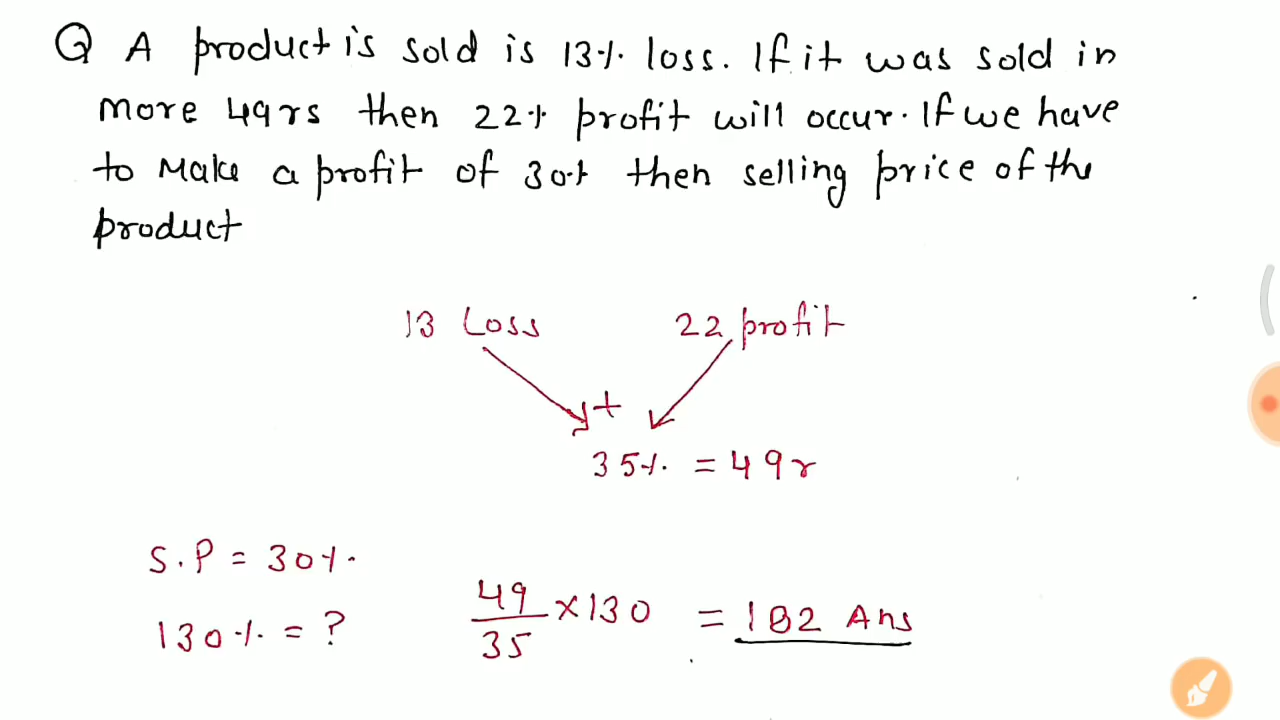 Q A product is sold is 13%. loss. If it was sold in
more 49rs then 22% profit will occur. If we have
to make a profit of 30% then selling price of the
product
13 Loss 22 profit
+
35%. = 49r
S.P = 30%.
130%. = ?
49/35 ×130 = 182 Ans